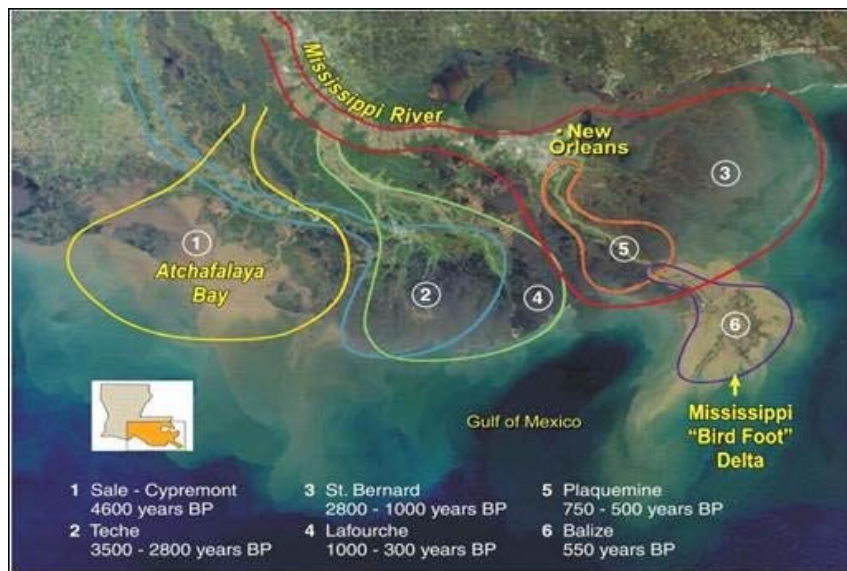 Mississippi River
New
Orleans
3
1
Atchafalaya
Bay
2
4
5
6
Gulf of Mexico
Mississippi
“Bird Foot”
Delta
1 Sale - Cypremont
4600 years BP
2 Teche
3500 - 2800 years BP
3 St. Bernard
2800 - 1000 years BP
4 Lafourche
1000 - 300 years BP
5 Plaquemine
750 - 500 years BP
6 Balize
550 years BP